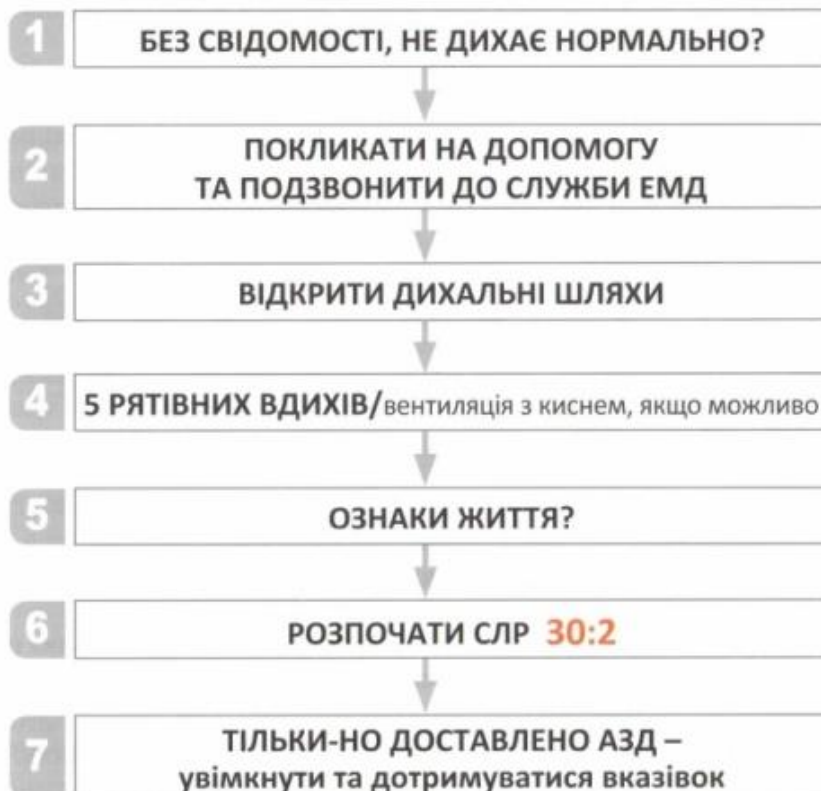 1
БЕЗ СВІДОМОСТІ, НЕ ДИХАЄ НОРМАЛЬНО?
2
ПОКЛИКАТИ НА ДОПОМОГУ
ТА ПОДЗВОНИТИ ДО СЛУЖБИ ЕМД
3
ВІДКРИТИ ДИХАЛЬНІ ШЛЯХИ
4
5 РЯТІВНИХ ВДИХІВ/вентиляція з киснем, якщо можливо
5
ОЗНАКИ ЖИТТЯ?
6
РОЗПОЧАТИ СЛР 30:2
7
ТІЛЬКИ-НО ДОСТАВЛЕНО АЗД –
увімкнути та дотримуватися вказівок